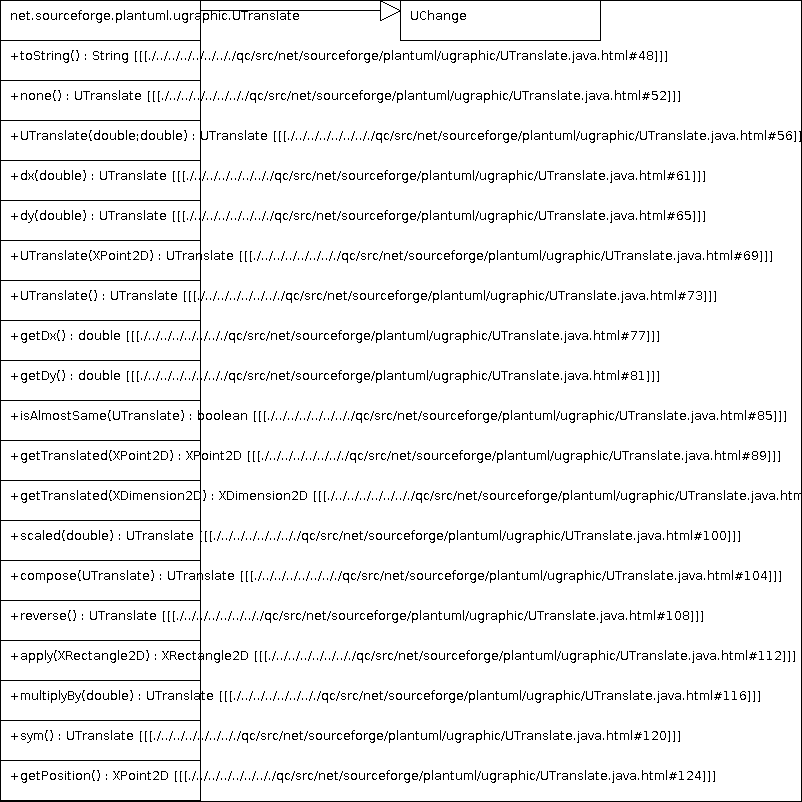 net.sourceforge.plantuml.ugraphic.UTranslate
UChange
+toString() : String [[[./../../../../../../qc/src/net/sourceforge/plantuml/ugraphic/UTranslate.java.html#48]]]
+none() : UTranslate [[[./../../../../../../qc/src/net/sourceforge/plantuml/ugraphic/UTranslate.java.html#52]]]
+UTranslate(double;double) : UTranslate [[[./../../../../../../qc/src/net/sourceforge/plantuml/ugraphic/UTranslate.java.html#56]]
+dx(double) : UTranslate [[[./../../../../../../qc/src/net/sourceforge/plantuml/ugraphic/UTranslate.java.html#61]]]
+dy(double) : UTranslate [[[./../../../../../../qc/src/net/sourceforge/plantuml/ugraphic/UTranslate.java.html#65]]]
+UTranslate(XPoint2D) : UTranslate [[[./../../../../../../qc/src/net/sourceforge/plantuml/ugraphic/UTranslate.java.html#69]]]
+UTranslate() : UTranslate [[[./../../../../../../qc/src/net/sourceforge/plantuml/ugraphic/UTranslate.java.html#73]]]
+getDx() : double [[[./../../../../../../qc/src/net/sourceforge/plantuml/ugraphic/UTranslate.java.html#77]]]
+getDy() : double [[[./../../../../../../qc/src/net/sourceforge/plantuml/ugraphic/UTranslate.java.html#81]]]
+isAlmostSame(UTranslate) : boolean [[[./../../../../../../qc/src/net/sourceforge/plantuml/ugraphic/UTranslate.java.html#85]]]
+getTranslated(XPoint2D) : XPoint2D [[[./../../../../../../qc/src/net/sourceforge/plantuml/ugraphic/UTranslate.java.html#89]]]
+getTranslated(XDimension2D) : XDimension2D [[[./../../../../../../qc/src/net/sourceforge/plantuml/ugraphic/UTranslate.java.htm
+scaled(double) : UTranslate [[[./../../../../../../qc/src/net/sourceforge/plantuml/ugraphic/UTranslate.java.html#100]]]
+compose(UTranslate) : UTranslate [[[./../../../../../../qc/src/net/sourceforge/plantuml/ugraphic/UTranslate.java.html#104]]]
+reverse() : UTranslate [[[./../../../../../../qc/src/net/sourceforge/plantuml/ugraphic/UTranslate.java.html#108]]]
+apply(XRectangle2D) : XRectangle2D [[[./../../../../../../qc/src/net/sourceforge/plantuml/ugraphic/UTranslate.java.html#112]]]
+multiplyBy(double) : UTranslate [[[./../../../../../../qc/src/net/sourceforge/plantuml/ugraphic/UTranslate.java.html#116]]]
+sym() : UTranslate [[[./../../../../../../qc/src/net/sourceforge/plantuml/ugraphic/UTranslate.java.html#120]]]
+getPosition() : XPoint2D [[[./../../../../../../qc/src/net/sourceforge/plantuml/ugraphic/UTranslate.java.html#124]]]